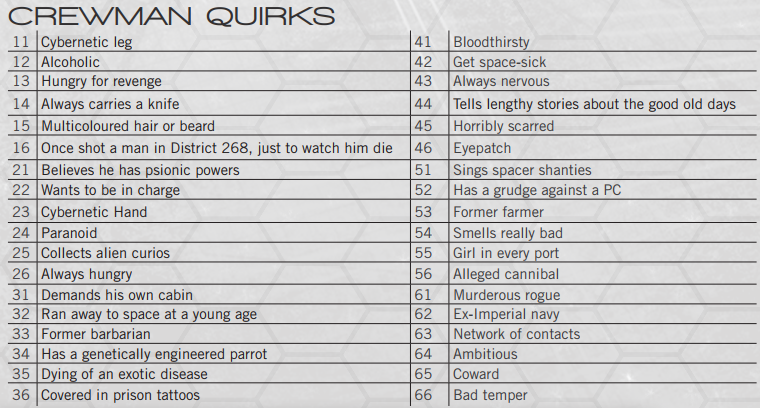 CREWMAN QUIRKS
11 Cybernetic leg
12 Alcoholic
13 Hungry for revenge
14 Always carries a knife
15 Multicoloured hair or beard
16 Once shot a man in District 268, just to watch him die
21 Believes he has psionic powers
22 Wants to be in charge
23 Cybernetic Hand
24 Paranoid
25 Collects alien curios
26 Always hungry
31 Demands his own cabin
32 Ran away to space at a young age
33 Former barbarian
34 Has a genetically engineered parrot
35 Dying of an exotic disease
36 Covered in prison tattoos
41 Bloodthirsty
42 Get space-sick
43 Always nervous
44 Tells lengthy stories about the good old days
45 Horribly scarred
46 Eyepatch
51 Sings spacer shanties
52 Has a grudge against a PC
53 Former farmer
54 Smells really bad
55 Girl in every port
56 Alleged cannibal
61 Murderous rogue
62 Ex-Imperial navy
63 Network of contacts
64 Ambitious
65 Coward
66 Bad temper